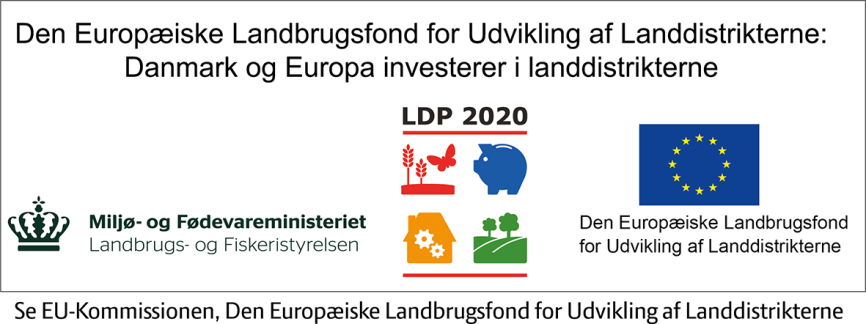 Den Europæiske Landbrugsfond for Udvikling af Landdistrikterne:
Danmark og Europa investerer i landdistrikterne
LDP 2020
Miljø- og Fødevareministeriet
Landbrugs- og Fiskeristyrelsen
Den Europæiske Landbrugsfond
for Udvikling af Landdistrikterne
Se EU-Kommissionen, Den Europæiske Landbrugsfond for Udvikling af Landdistrikterne